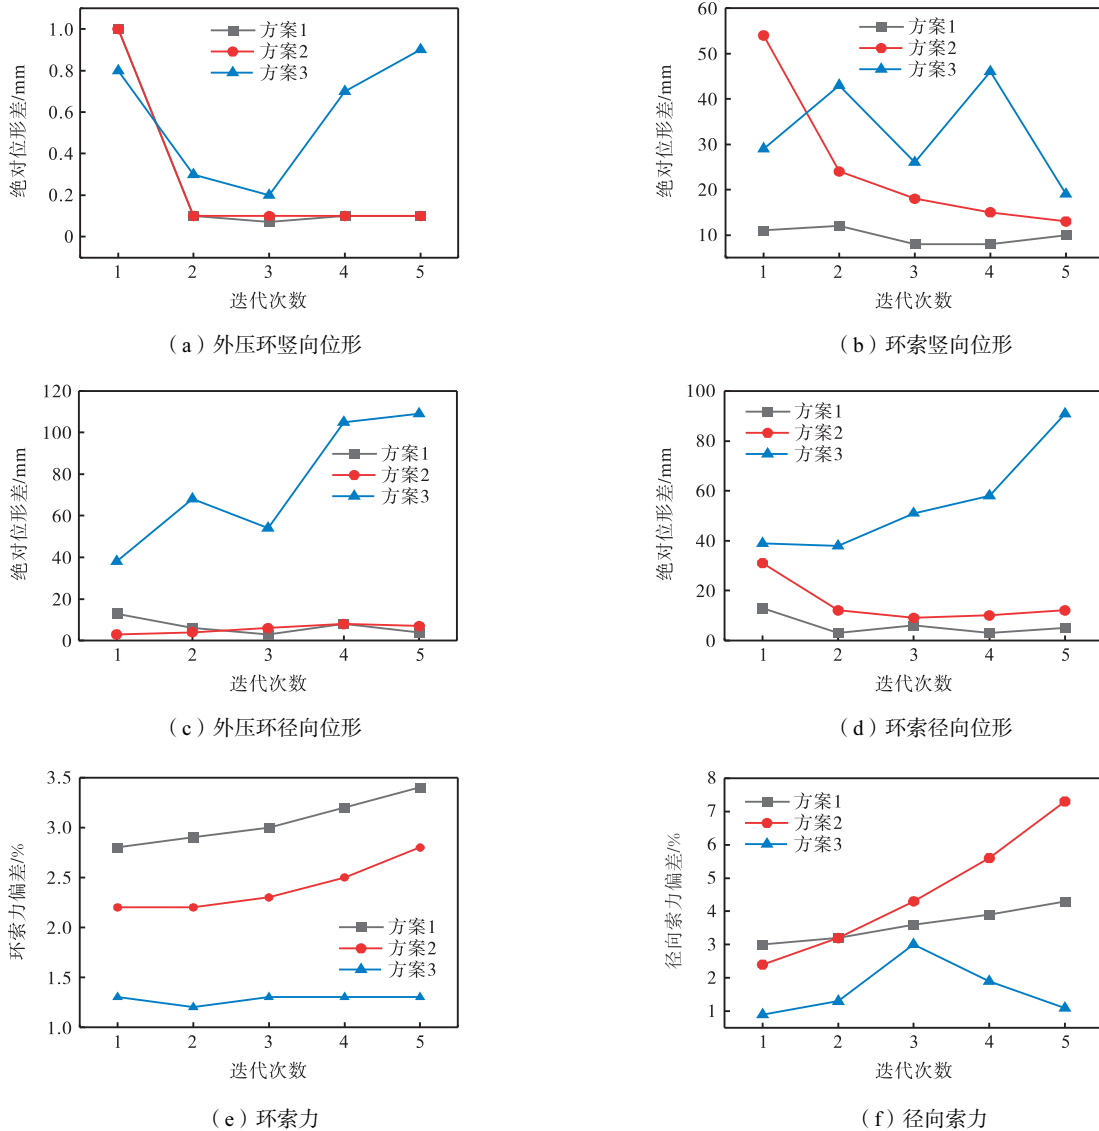 绝对位形差/mm
1.0
0.8
0.6
0.4
0.2
0
方案1
方案2
方案3
1 2 3 4 5
迭代次数
（a）外压环竖向位形
绝对位形差/mm
60
50
40
30
20
10
方案1
方案2
方案3
1 2 3 4 5
迭代次数
（b）环索竖向位形
绝对位形差/mm
120
100
80
60
40
20
0
方案1
方案2
方案3
1 2 3 4 5
迭代次数
（c）外压环径向位形
绝对位形差/mm
100
80
60
40
20
0
方案1
方案2
方案3
1 2 3 4 5
迭代次数
（d）环索径向位形
环索力偏差/%
3.5
3.0
2.5
2.0
1.5
1.0
方案1
方案2
方案3
1 2 3 4 5
迭代次数
（e）环索力
径向索力偏差/%
8
7
6
5
4
3
2
1
方案1
方案2
方案3
1 2 3 4 5
迭代次数
（f）径向索力